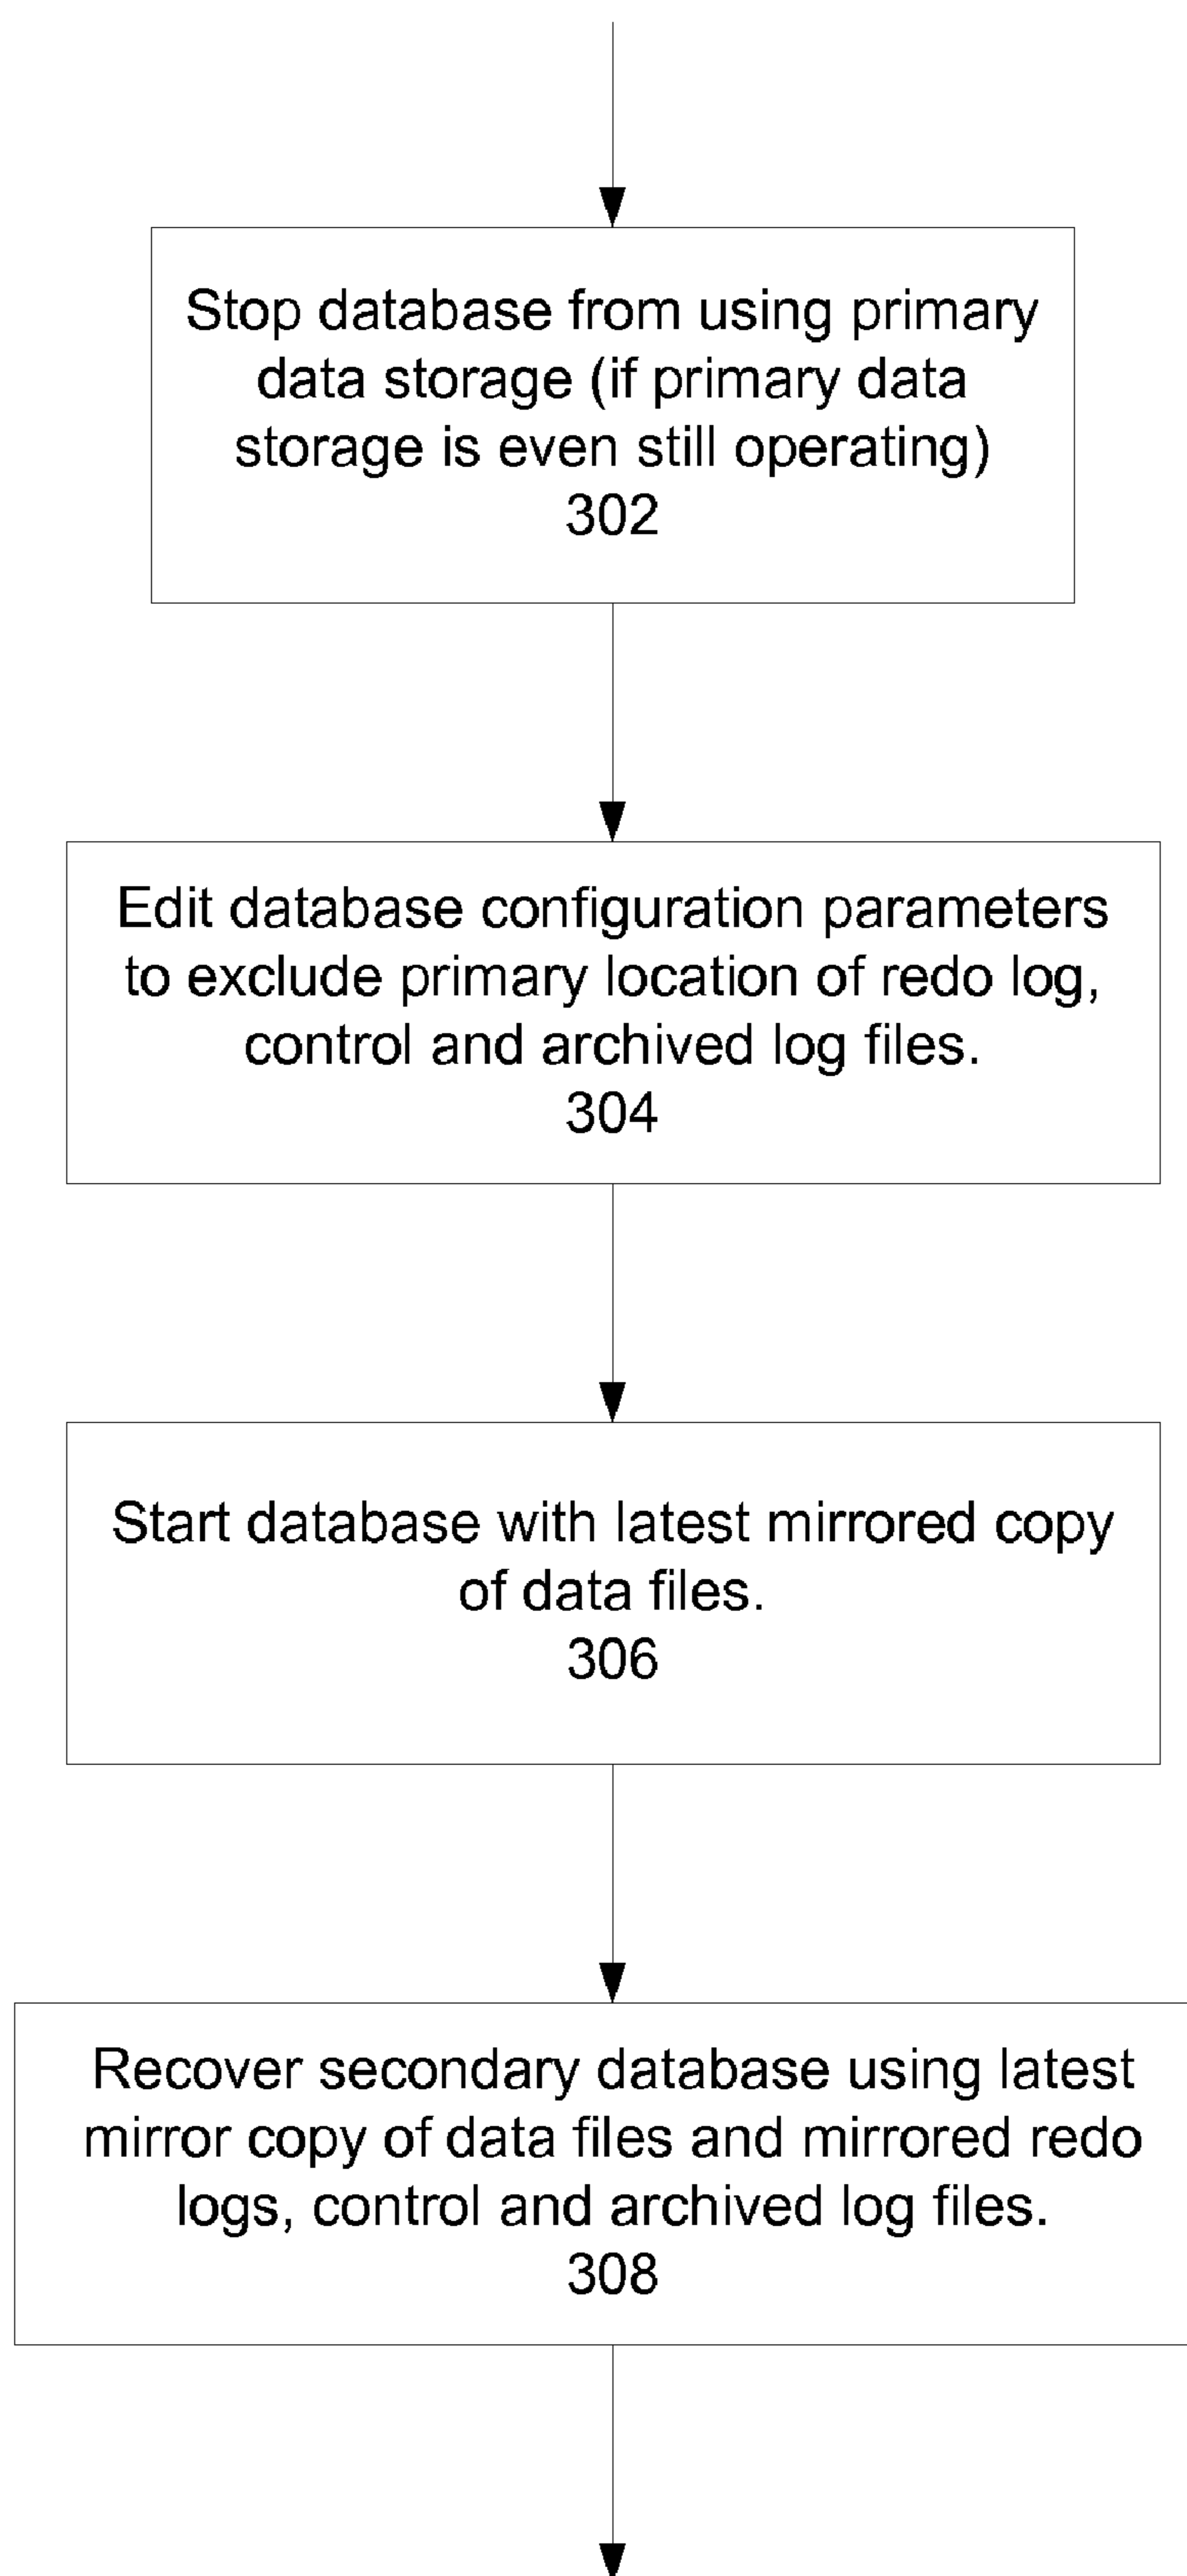 Stop database from using primary
data storage (if primary data
storage is even still operating)
302
Edit database configuration parameters
to exclude primary location of redo log,
control and archived log files.
304
Start database with latest mirrored copy
of data files.
306
Recover secondary database using latest
mirror copy of data files and mirrored redo
logs, control and archived log files.
308